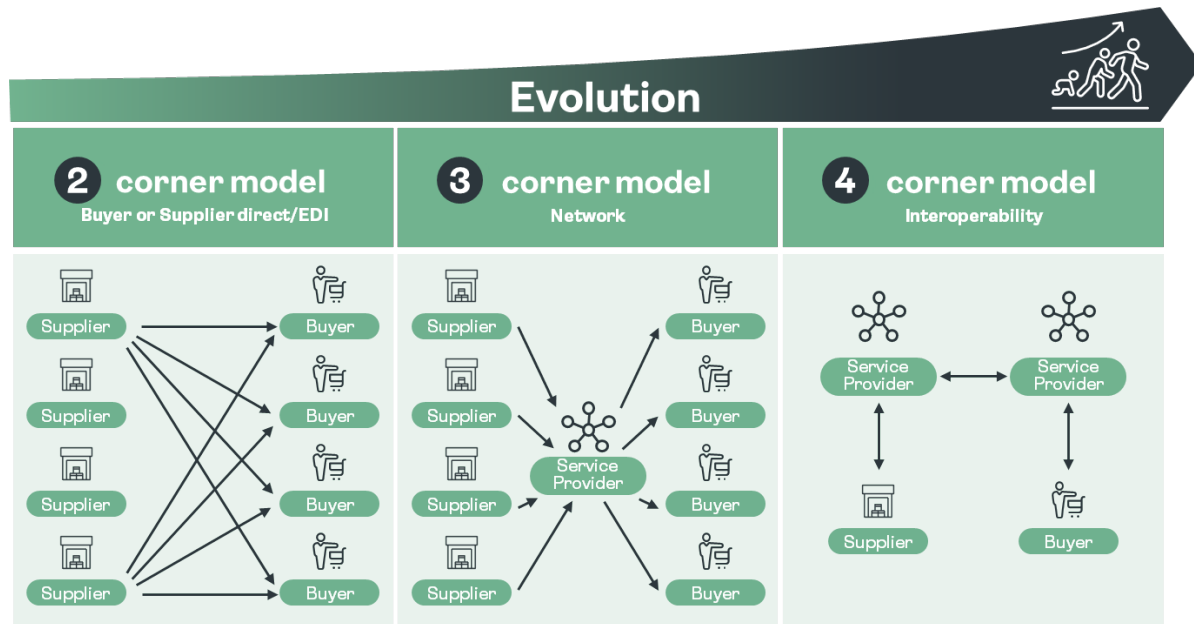 Evolution
2 corner model
Buyer or Supplier direct/EDI
Supplier
Buyer
Supplier
Buyer
Supplier
Buyer
Supplier
Buyer
3 corner model
Network
Supplier
Buyer
Supplier
Buyer
Service
Provider
Supplier
Buyer
Supplier
Buyer
4 corner model
Interoperability
Service
Provider
Service
Provider
Supplier
Buyer